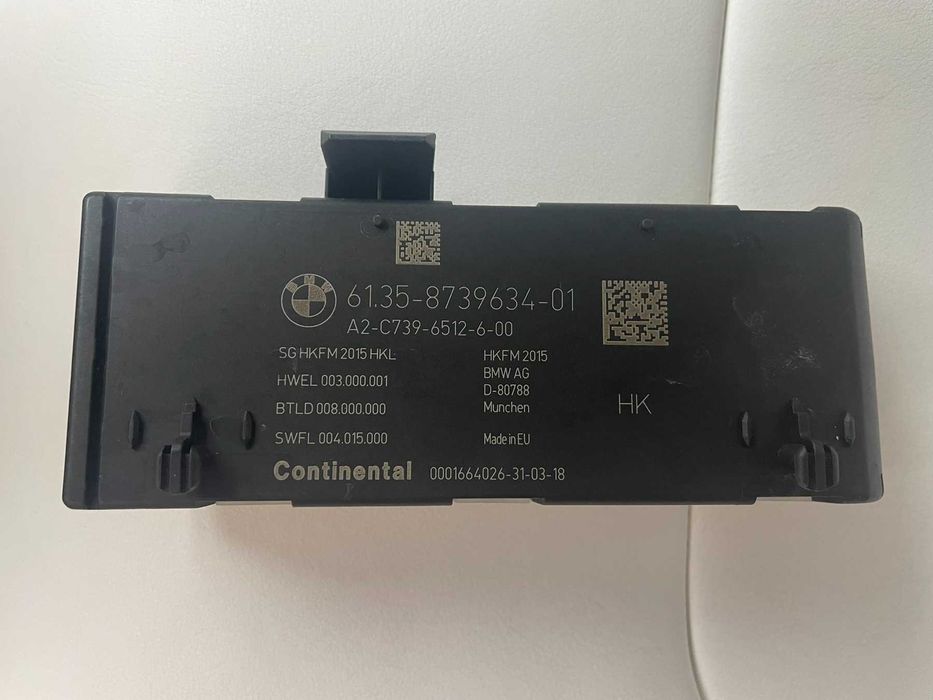 BMW
61.35-8739634-01
A2-C739-6512-6-00
SG HKFM 2015 HKL
HWEL 003.000.001
BTLD 008.000.000
SWFL 004.015.000
HKFM 2015
BMW AG
D-80788
Munchen
Made in EU
HK
Continental 0001664026-31-03-18